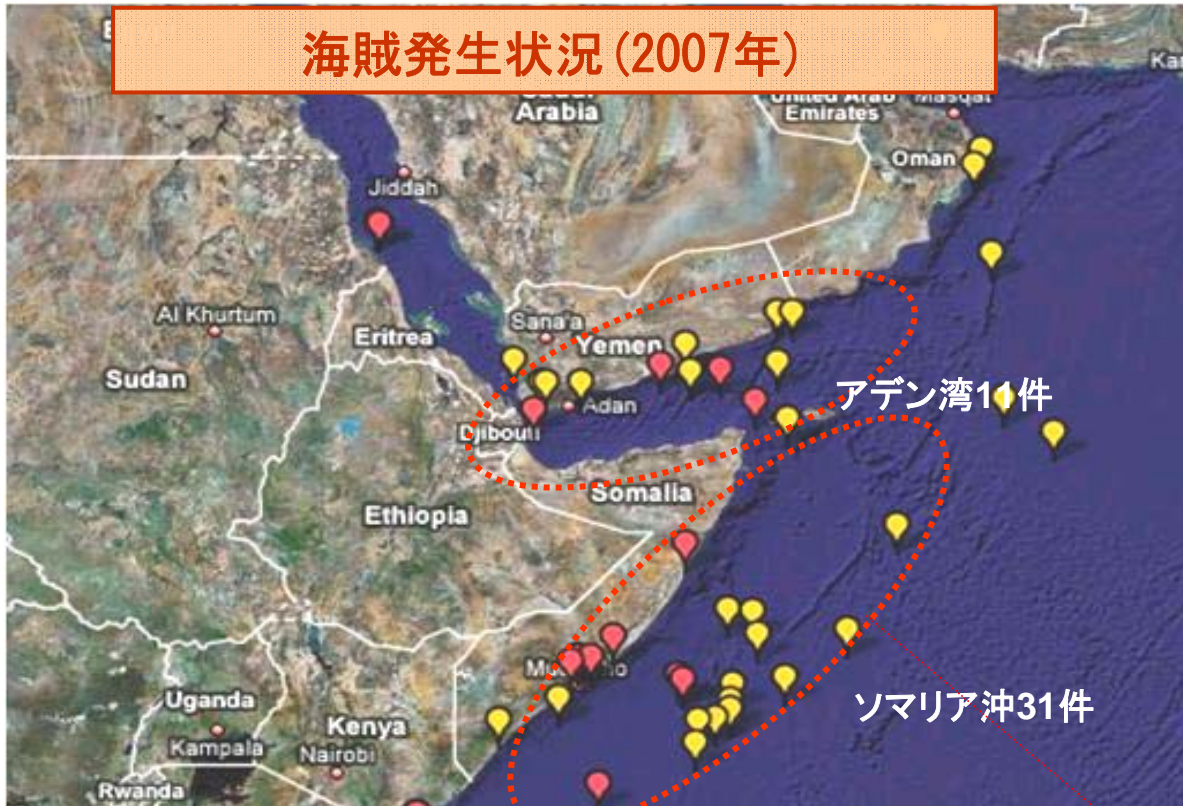 海賊発生状況(2007年)
Arabia
United Arab
Emirates
Masqat
Oman
Jiddah
Al Khurtum
Eritrea
Sana'a
Yemen
Sudan
Adan
アデン湾11件
Djibouti
Somalia
Ethiopia
ソマリア沖31件
Uganda
Kenya
Kampala
Nairobi
Rwanda